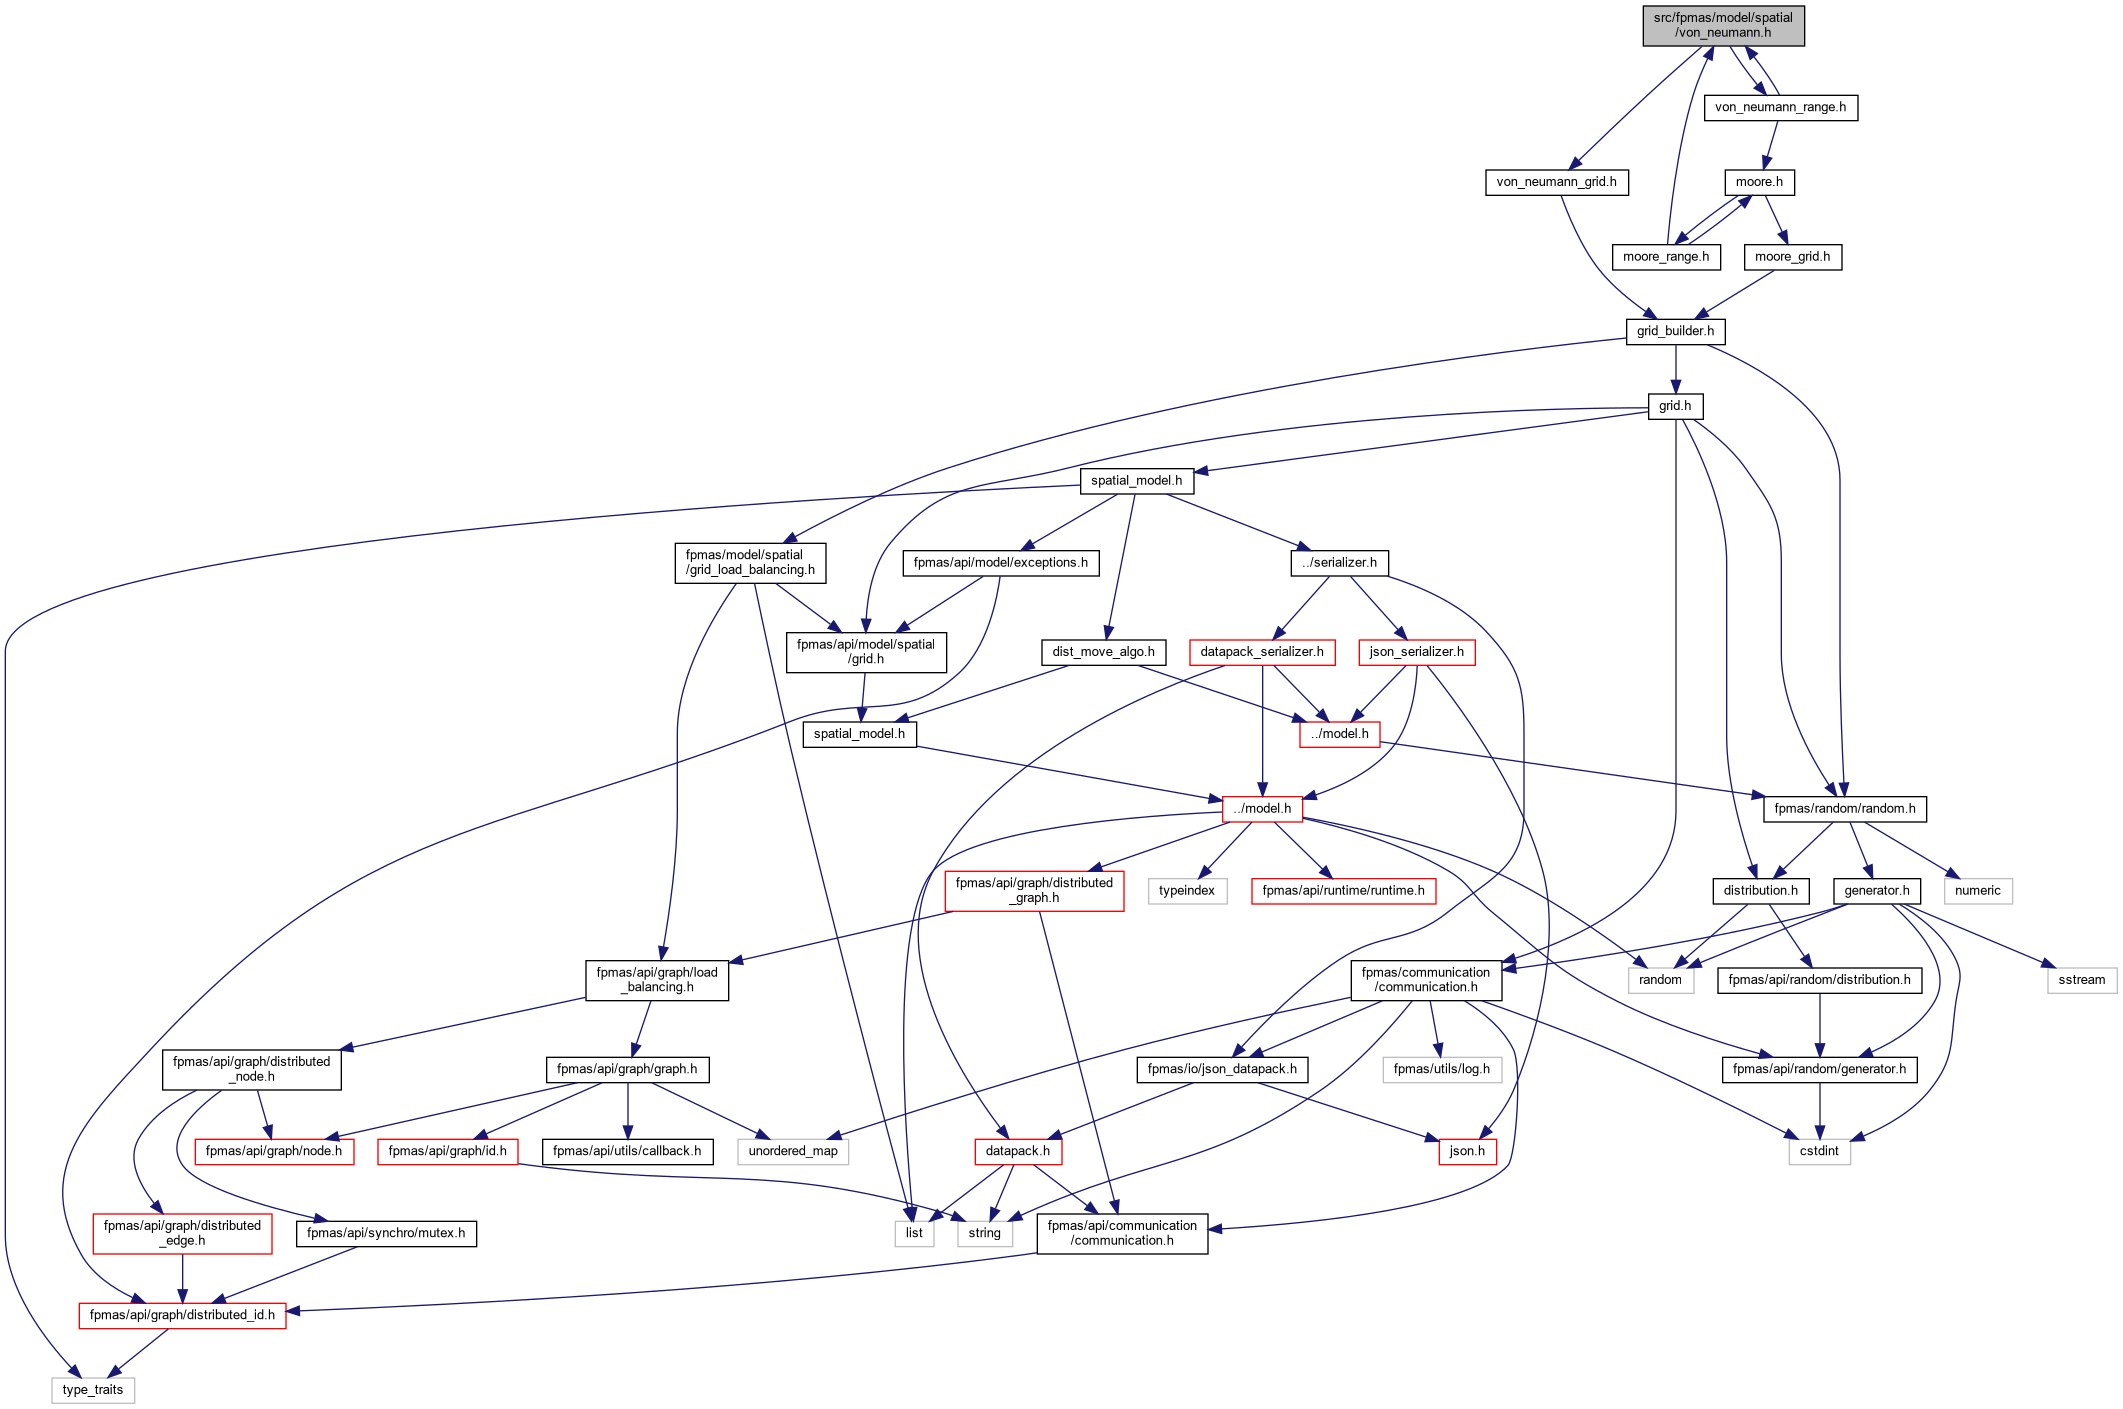 src/fpmas/model/spatial
/von_neumann.h
von_neumann_range.h
von_neumann_grid.h
moore.h
moore_range.h
moore_grid.h
grid_builder.h
grid.h
spatial_model.h
fpmas/model/spatial
/grid_load_balancing.h
fpmas/api/model/exceptions.h
../serializer.h
fpmas/api/model/spatial
/grid.h
dist_move_algo.h
datapack_serializer.h
json_serializer.h
spatial_model.h
../model.h
../model.h
fpmas/random/random.h
fpmas/api/graph/distributed
_graph.h
typeindex
fpmas/api/runtime/runtime.h
distribution.h
generator.h
numeric
fpmas/api/graph/load
_balancing.h
fpmas/communication
/communication.h
random
fpmas/api/random/distribution.h
sstream
fpmas/api/graph/distributed
_node.h
fpmas/api/graph/graph.h
fpmas/io/json_datapack.h
fpmas/utils/log.h
fpmas/api/random/generator.h
fpmas/api/graph/node.h
fpmas/api/graph/id.h
fpmas/api/utils/callback.h
unordered_map
datapack.h
json.h
cstdint
fpmas/api/graph/distributed
_edge.h
fpmas/api/synchro/mutex.h
list
string
fpmas/api/communication
/communication.h
fpmas/api/graph/distributed_id.h
type_traits